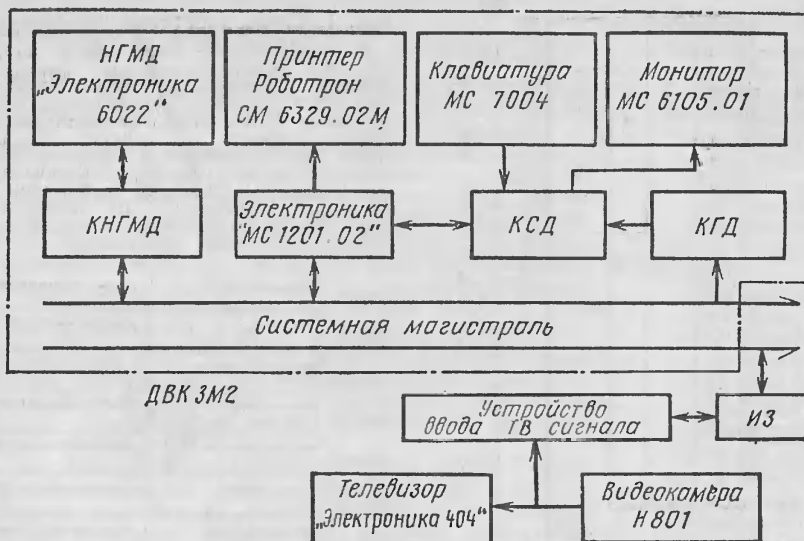 НГМД
„Электроника
6022"
Принтер
Роботрон
СМ 6329.02М
Клавиатура
МС 7004
Монитор
МС 6105.01
КНГМД
Электроника
"МС 1201.02"
КСД
КГД
Системная магистраль
ДВК 3М2
Устройство
ввода ТВ сигнала
ИЗ
Телевизор
„Электроника 404"
Видеокамера
Н801